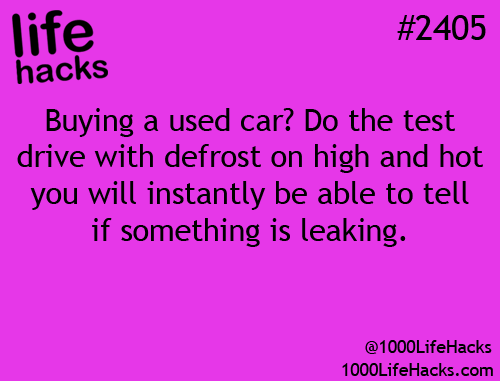 life #2405
hacks
Buying a used car? Do the test
drive with defrost on high and hot
you will instantly be able to tell
if something is leaking.
@1000LifeHacks
1000LifeHacks.com